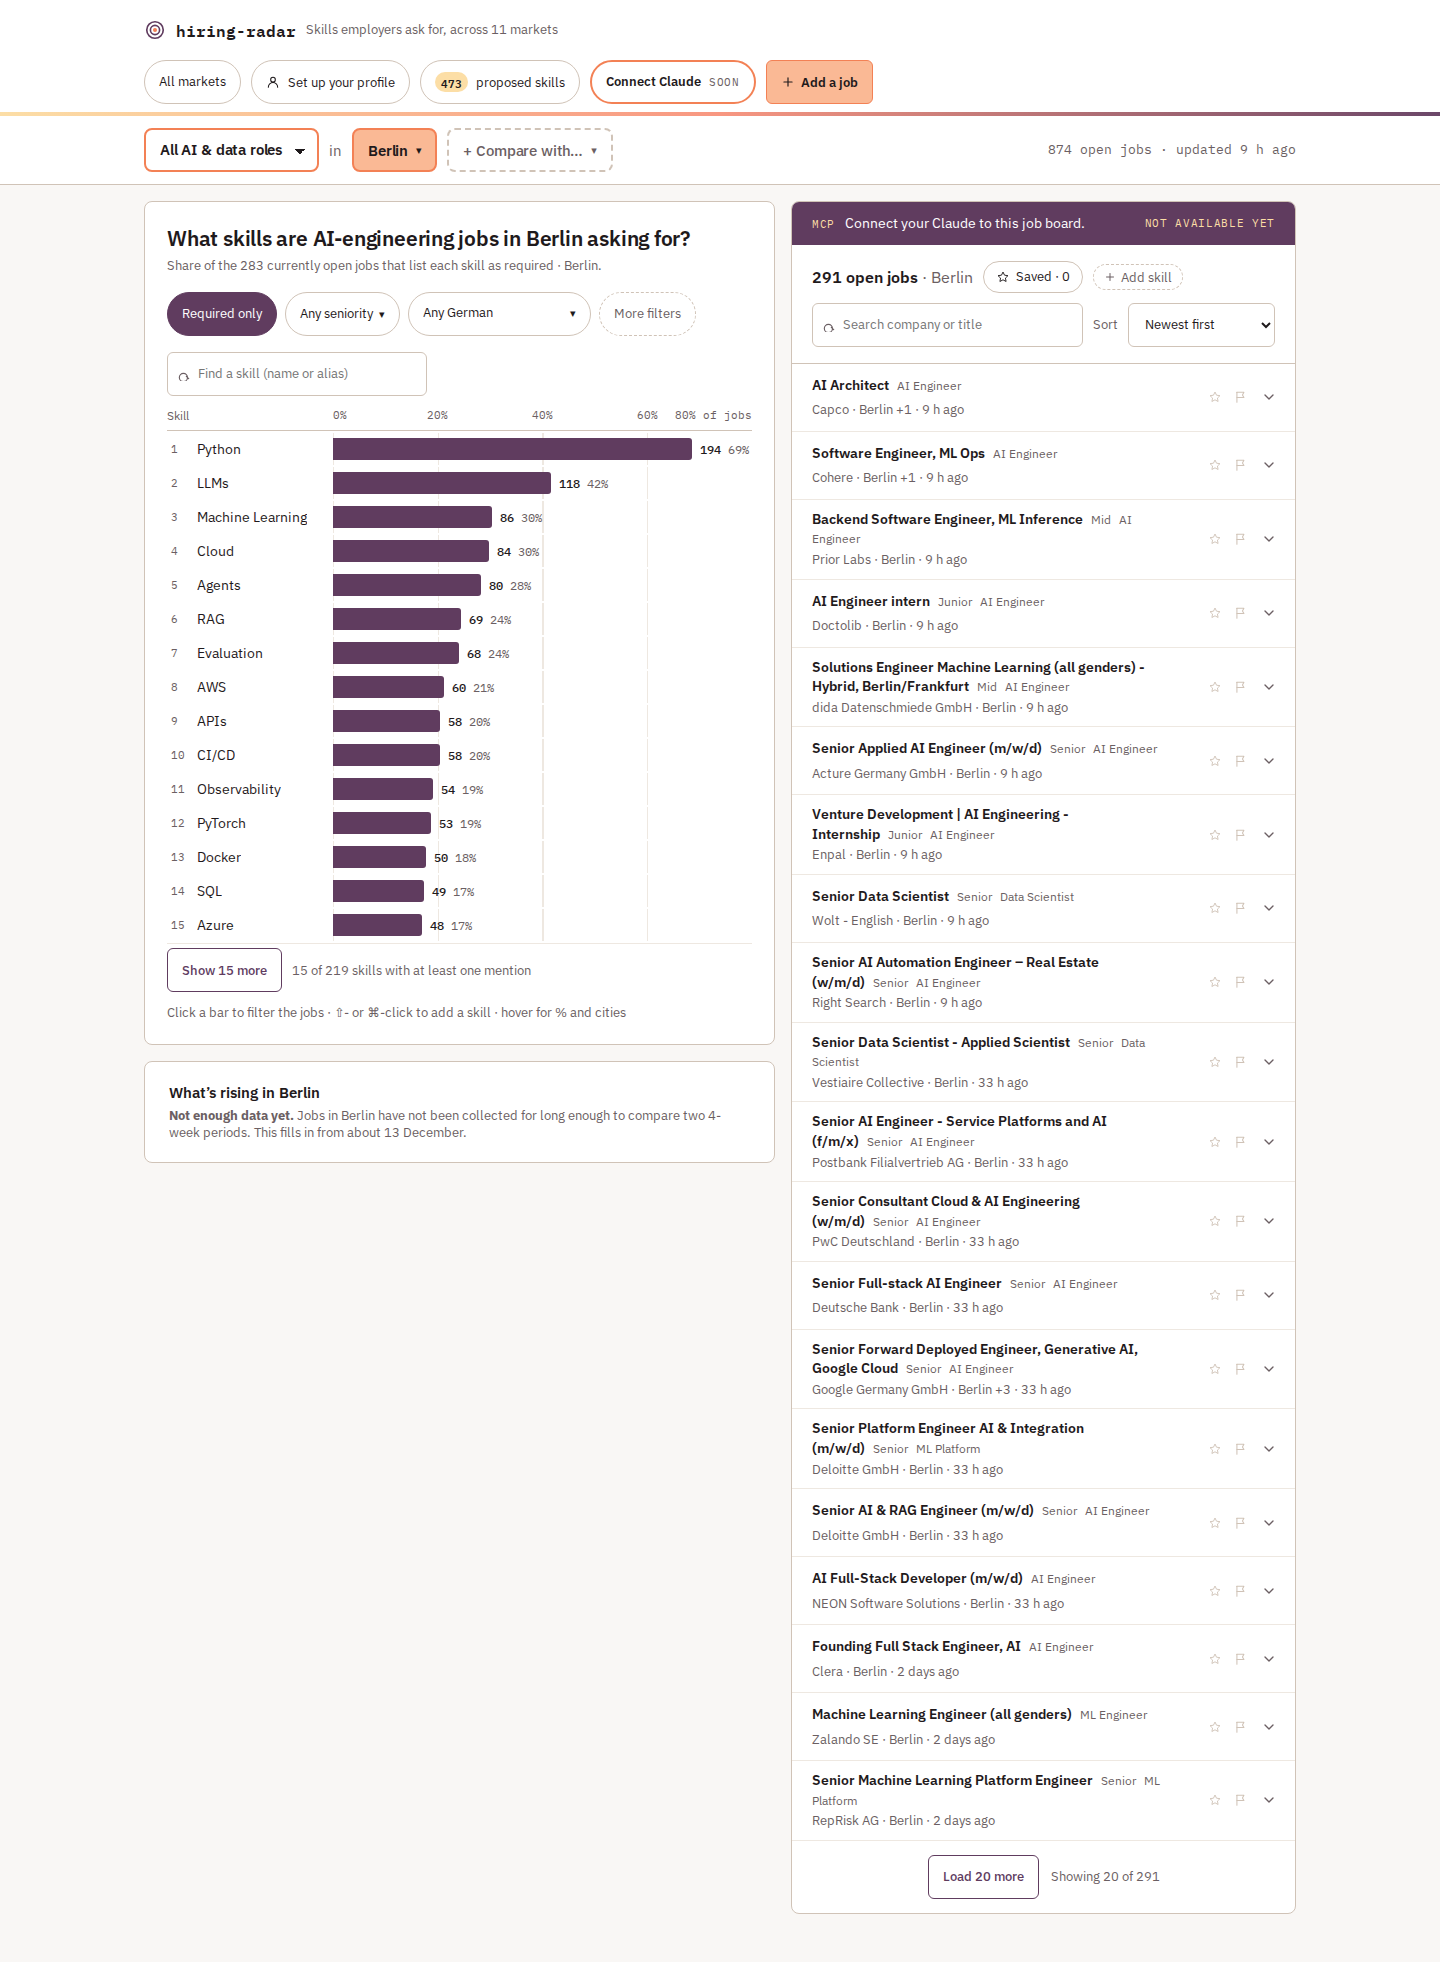 hiring-radar Skills employers ask for, across 11 markets
All markets Set up your profile 473 proposed skills Connect Claude SOON + Add a job
All AI & data roles in Berlin ▾ + Compare with... ▾ 874 open jobs · updated 9 h ago
What skills are AI-engineering jobs in Berlin asking for?
Share of the 283 currently open jobs that list each skill as required · Berlin.
Required only Any seniority ▾ Any German ▾ More filters
Find a skill (name or alias)
Skill 0% 20% 40% 60% 80% of jobs
1 Python 194 69%
2 LLMs 118 42%
3 Machine Learning 86 30%
4 Cloud 84 30%
5 Agents 80 28%
6 RAG 69 24%
7 Evaluation 68 24%
8 AWS 60 21%
9 APIs 58 20%
10 CI/CD 58 20%
11 Observability 54 19%
12 PyTorch 53 19%
13 Docker 50 18%
14 SQL 49 17%
15 Azure 48 17%
Show 15 more 15 of 219 skills with at least one mention
Click a bar to filter the jobs · ⇧- or ⌘-click to add a skill · hover for % and cities
What's rising in Berlin
Not enough data yet. Jobs in Berlin have not been collected for long enough to compare two 4-
week periods. This fills in from about 13 December.
MCP Connect your Claude to this job board. NOT AVAILABLE YET
291 open jobs · Berlin Saved · 0 + Add skill
Search company or title Sort Newest first
AI Architect AI Engineer
Capco · Berlin +1 · 9 h ago
Software Engineer, ML Ops AI Engineer
Cohere · Berlin +1 · 9 h ago
Backend Software Engineer, ML Inference Mid AI
Engineer
Prior Labs · Berlin · 9 h ago
AI Engineer intern Junior AI Engineer
Doctolib · Berlin · 9 h ago
Solutions Engineer Machine Learning (all genders) -
Hybrid, Berlin/Frankfurt Mid AI Engineer
dida Datenschmiede GmbH · Berlin · 9 h ago
Senior Applied AI Engineer (m/w/d) Senior AI Engineer
Acture Germany GmbH · Berlin · 9 h ago
Venture Development | AI Engineering -
Internship Junior AI Engineer
Enpal · Berlin · 9 h ago
Senior Data Scientist Senior Data Scientist
Wolt - English · Berlin · 9 h ago
Senior AI Automation Engineer – Real Estate
(w/m/d) Senior AI Engineer
Right Search · Berlin · 9 h ago
Senior Data Scientist - Applied Scientist Senior Data
Scientist
Vestiaire Collective · Berlin · 33 h ago
Senior AI Engineer - Service Platforms and AI
(f/m/x) Senior AI Engineer
Postbank Filialvertrieb AG · Berlin · 33 h ago
Senior Consultant Cloud & AI Engineering
(w/m/d) Senior AI Engineer
PwC Deutschland · Berlin · 33 h ago
Senior Full-stack AI Engineer Senior AI Engineer
Deutsche Bank · Berlin · 33 h ago
Senior Forward Deployed Engineer, Generative AI,
Google Cloud Senior AI Engineer
Google Germany GmbH · Berlin +3 · 33 h ago
Senior Platform Engineer AI & Integration
(m/w/d) Senior ML Platform
Deloitte GmbH · Berlin · 33 h ago
Senior AI & RAG Engineer (m/w/d) Senior AI Engineer
Deloitte GmbH · Berlin · 33 h ago
AI Full-Stack Developer (m/w/d) AI Engineer
NEON Software Solutions · Berlin · 33 h ago
Founding Full Stack Engineer, AI AI Engineer
Clera · Berlin · 2 days ago
Machine Learning Engineer (all genders) ML Engineer
Zalando SE · Berlin · 2 days ago
Senior Machine Learning Platform Engineer Senior ML
Platform
RepRisk AG · Berlin · 2 days ago
Load 20 more Showing 20 of 291